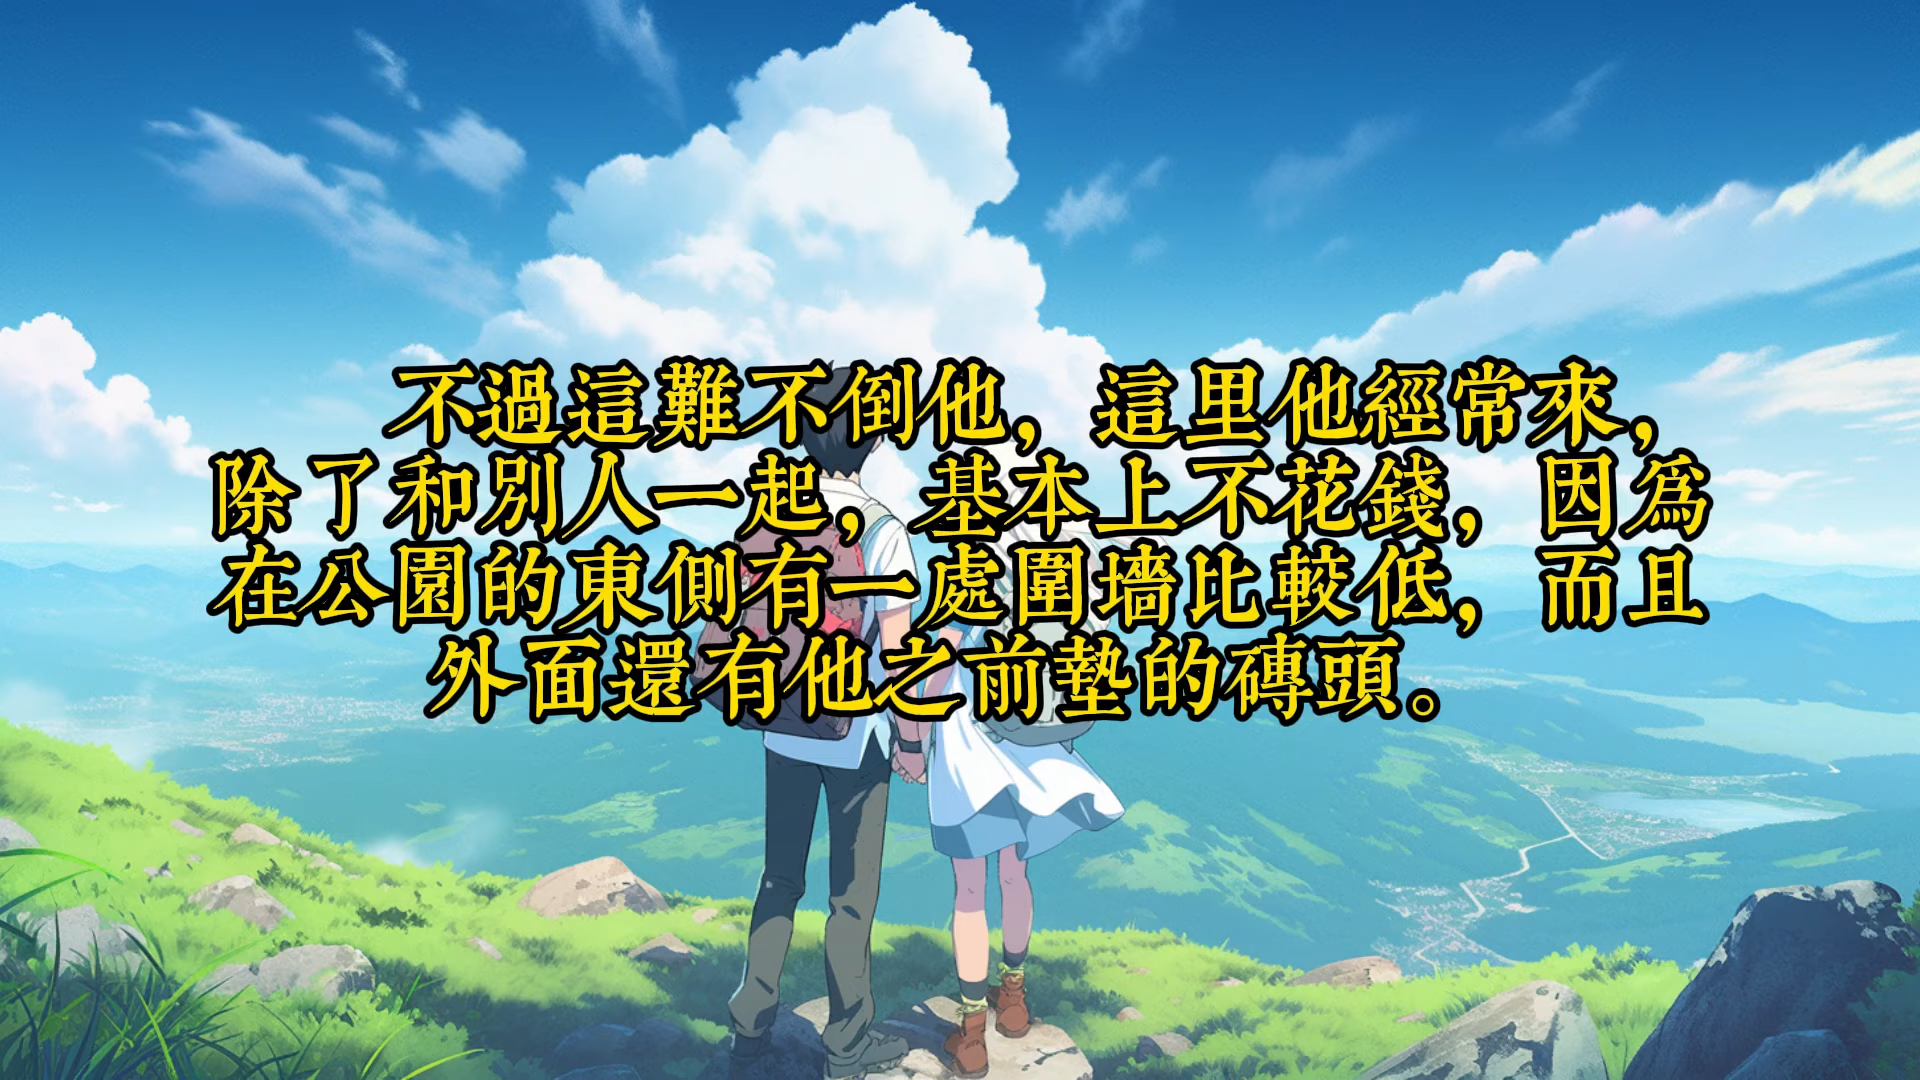 不過這難不倒他，這里他經常來，
除了和別人一起，基本上不花錢，因爲
在公園的東側有一處圍墻比較低，而且
外面還有他之前墊的磚頭。